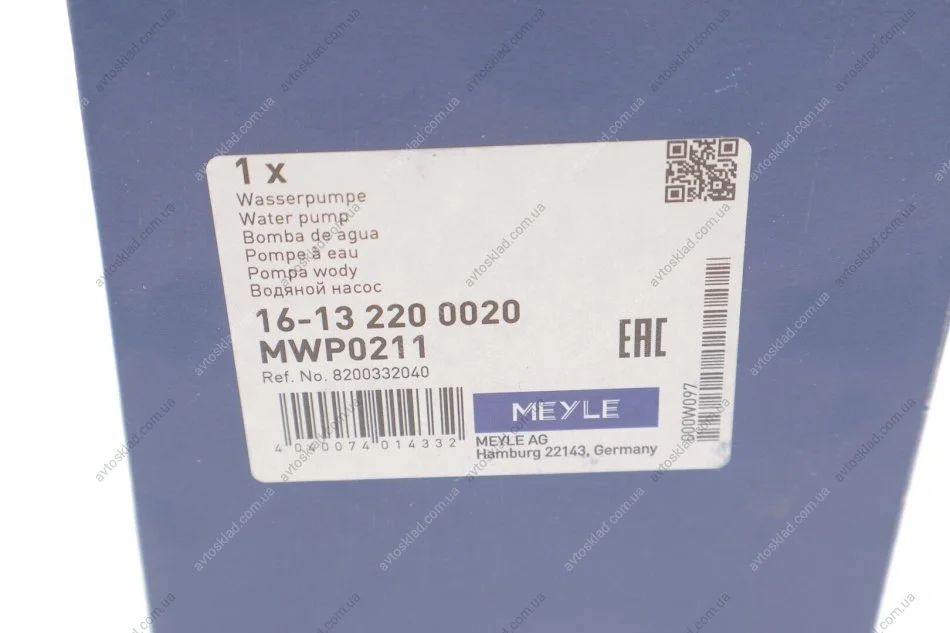 1 x
Wasserpumpe
Water pump
Bomba de agua
Pompe à eau
Pompa wody
Водяной насос
16-13 220 0020
MWP0211
Ref. No. 8200332040
EAC
MEYLE
4 040074 014332
MEYLE AG
Hamburg 22143, Germany
000W097
avtosklad.com.ua